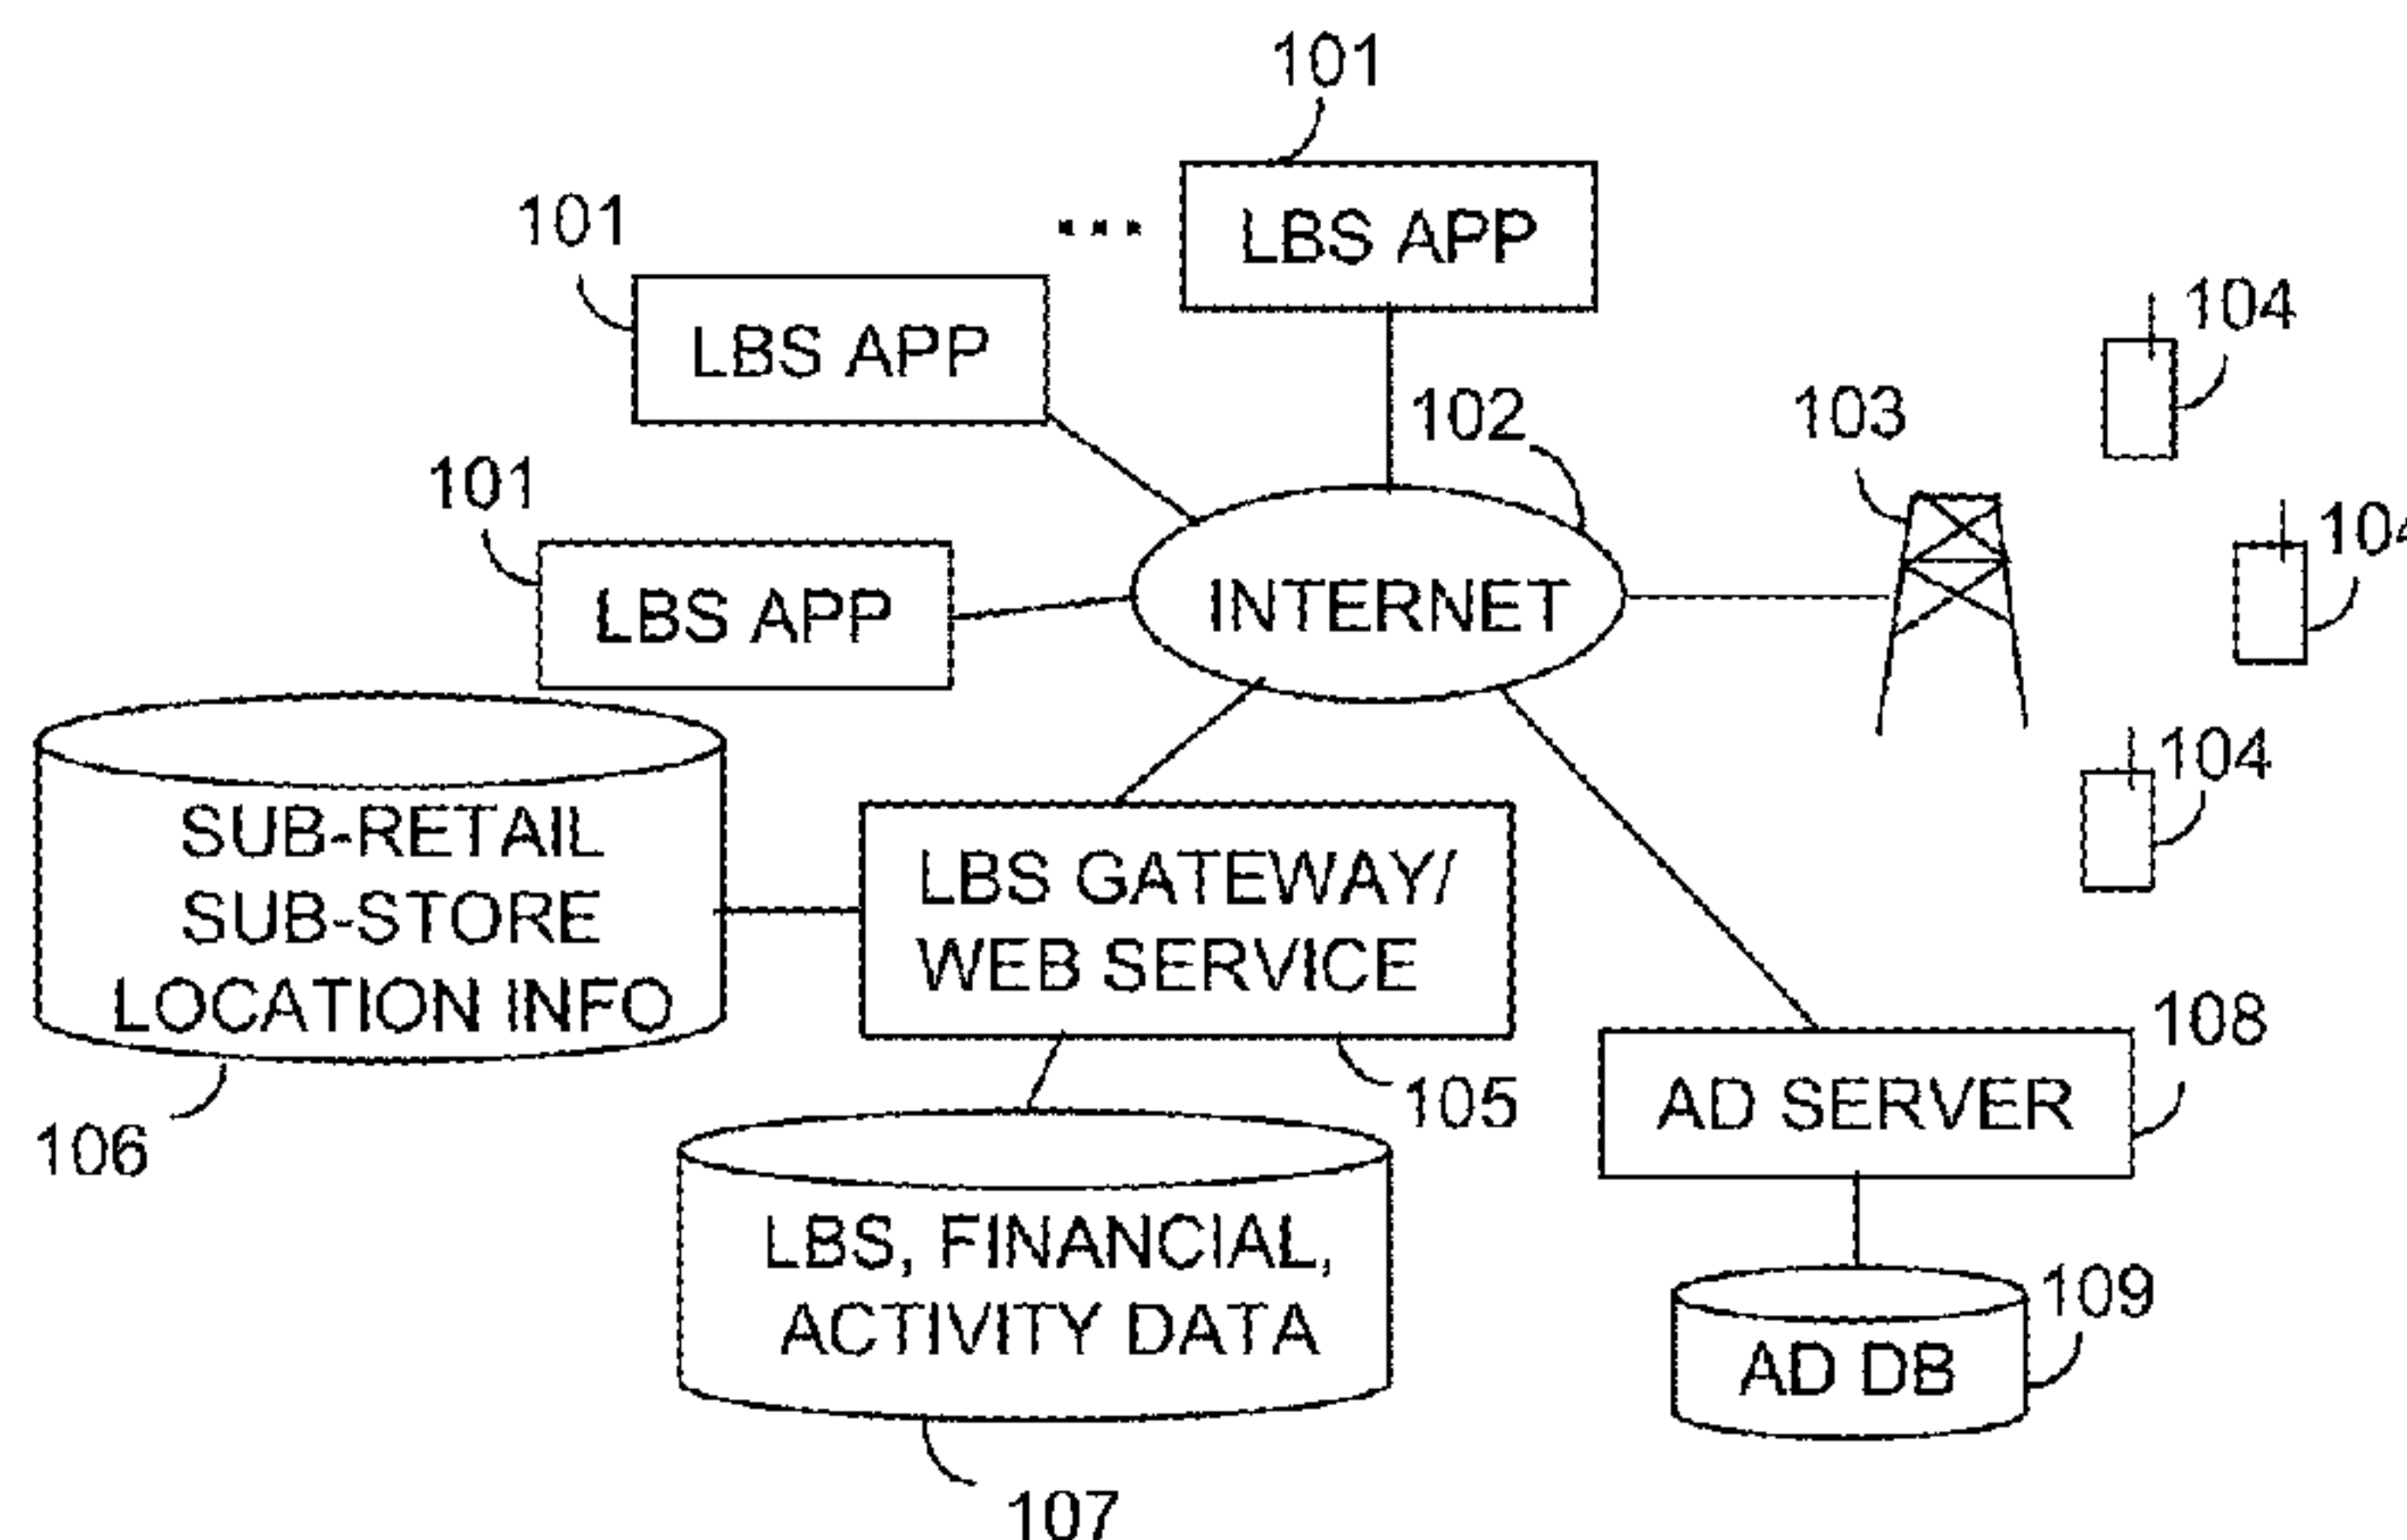 101
101
... LBS APP
104
LBS APP
102
103
101
104
LBS APP
INTERNET
104
SUB-RETAIL
SUB-STORE
LOCATION INFO
LBS GATEWAY/
WEB SERVICE
108
105
AD SERVER
106
LBS, FINANCIAL,
ACTIVITY DATA
109
AD DB
107